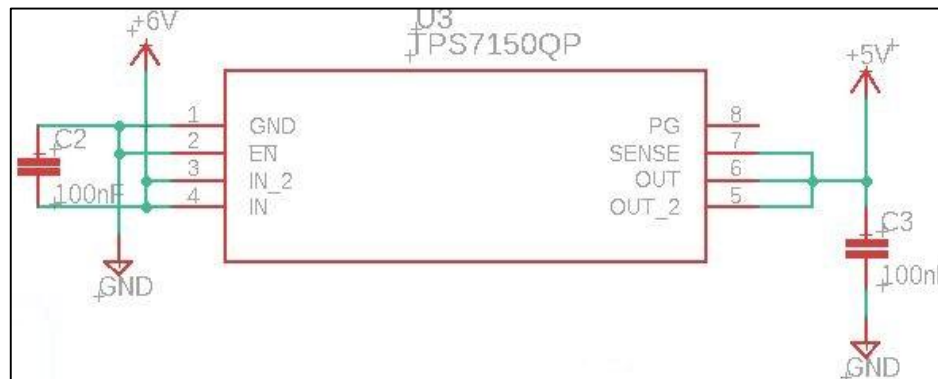 U3
TPS7150QP
+6V
+5V
C2
100nF
1
GND
2
EN
3
IN_2
4
IN
PG
8
SENSE
7
OUT
6
OUT_2
5
C3
100n
GND
GND